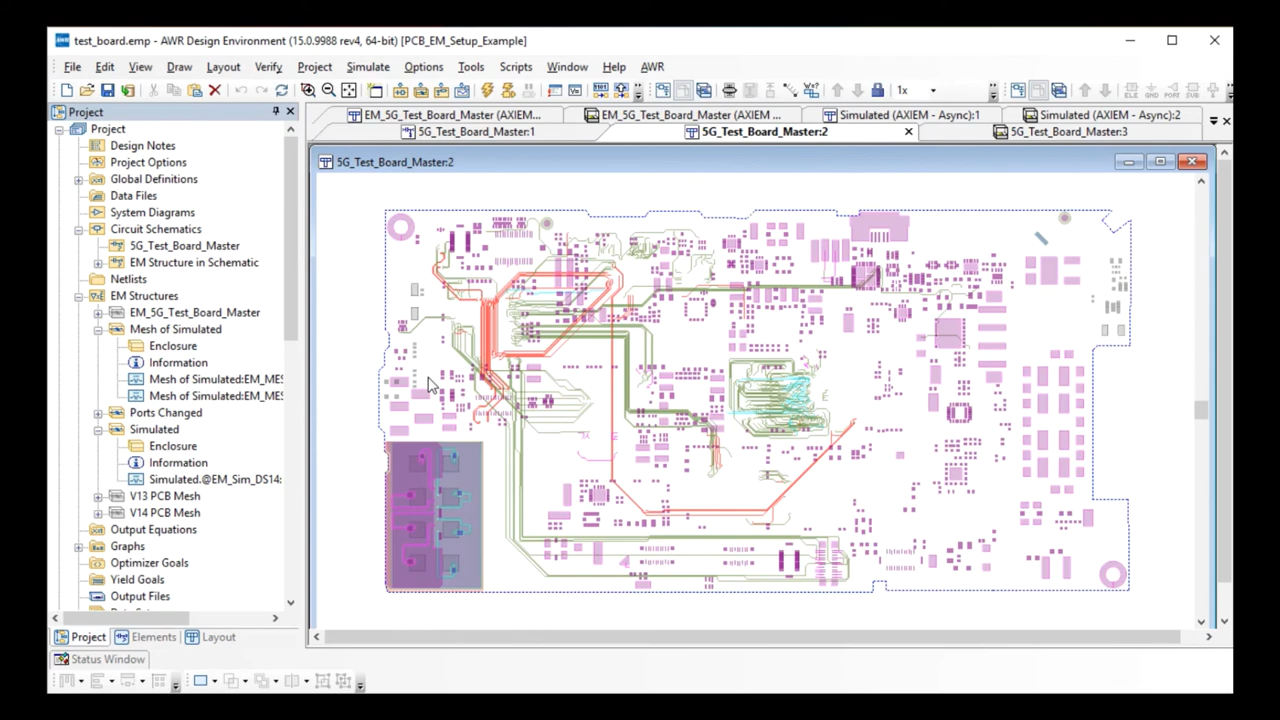 test_board.emp - AWR Design Environment (15.0.9988 rev4, 64-bit) [PCB_EM_Setup_Example]
File Edit View Draw Layout Verify Project Simulate Options Tools Scripts Window Help AWR
1x
Project
EM_5G_Test_Board_Master (AXIEM... EM_5G_Test_Board_Master (AXIEM ... Simulated (AXIEM - Async):1 Simulated (AXIEM - Async):2
5G_Test_Board_Master:1 5G_Test_Board_Master:2 5G_Test_Board_Master:3
5G_Test_Board_Master:2
Project
Design Notes
Project Options
Global Definitions
Data Files
System Diagrams
Circuit Schematics
5G_Test_Board_Master
EM Structure in Schematic
Netlists
EM Structures
EM_5G_Test_Board_Master
Mesh of Simulated
Enclosure
Information
Mesh of Simulated:EM_MES
Mesh of Simulated:EM_MES
Ports Changed
Simulated
Enclosure
Information
Simulated.@EM_Sim_DS14:
V13 PCB Mesh
V14 PCB Mesh
Output Equations
Graphs
Optimizer Goals
Yield Goals
Output Files
Project Elements Layout
Status Window